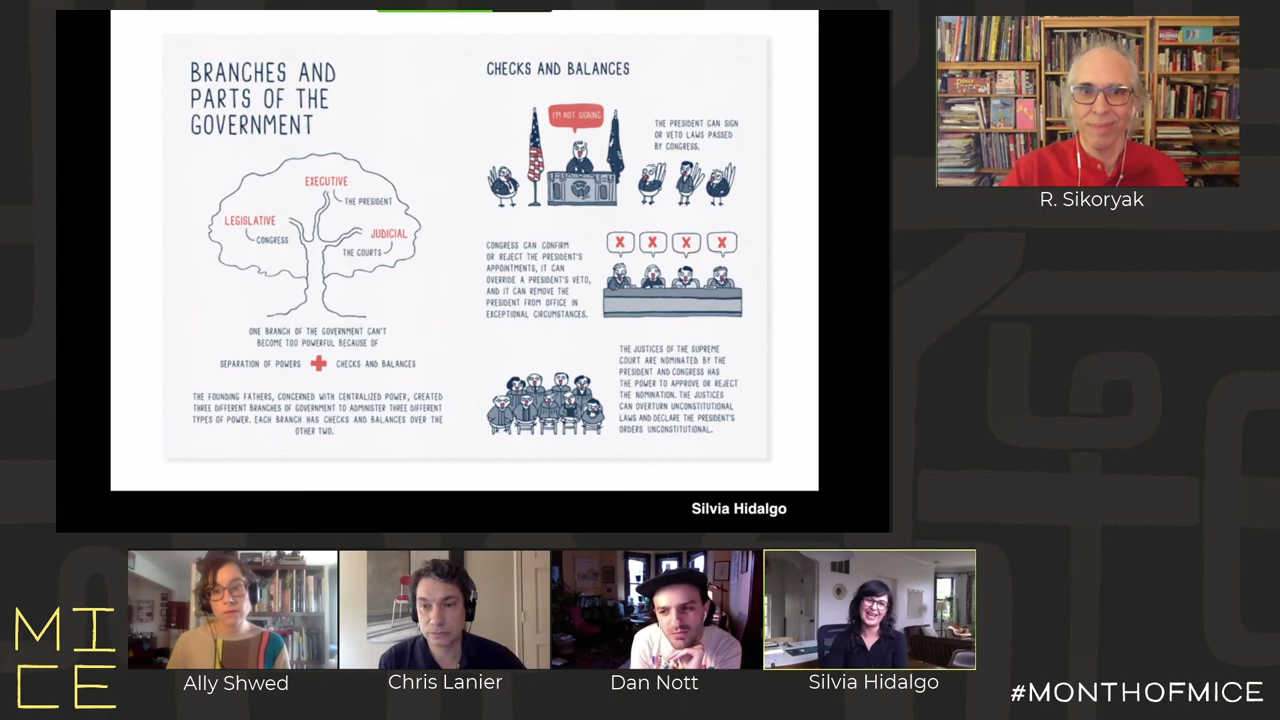 BRANCHES AND
PARTS OF THE
GOVERNMENT
EXECUTIVE
THE PRESIDENT
LEGISLATIVE
CONGRESS
JUDICIAL
THE COURTS
ONE BRANCH OF THE GOVERNMENT CAN'T
BECOME TOO POWERFUL BECAUSE OF
SEPARATION OF POWERS + CHECKS AND BALANCES
THE FOUNDING FATHERS, CONCERNED WITH CENTRALIZED POWER, CREATED
THREE DIFFERENT BRANCHES OF GOVERNMENT TO ADMINISTER THREE DIFFERENT
TYPES OF POWER. EACH BRANCH HAS CHECKS AND BALANCES OVER THE
OTHER TWO.
CHECKS AND BALANCES
I'M NOT SIGNING
THE PRESIDENT CAN SIGN
OR VETO LAWS PASSED
BY CONGRESS.
CONGRESS CAN CONFIRM
OR REJECT THE PRESIDENT'S
APPOINTMENTS, IT CAN
OVERRIDE A PRESIDENT'S VETO,
AND IT CAN REMOVE THE
PRESIDENT FROM OFFICE IN
EXCEPTIONAL CIRCUMSTANCES.
X X X X
THE JUSTICES OF THE SUPREME
COURT ARE NOMINATED BY THE
PRESIDENT AND CONGRESS HAS
THE POWER TO APPROVE OR REJECT
THE NOMINATION. THE JUSTICES
CAN OVERTURN UNCONSTITUTIONAL
LAWS AND DECLARE THE PRESIDENT'S
ORDERS UNCONSTITUTIONAL.
Silvia Hidalgo
R. Sikoryak
MI
CE
Ally Shwed
Chris Lanier
Dan Nott
Silvia Hidalgo
#MONTHOFMICE